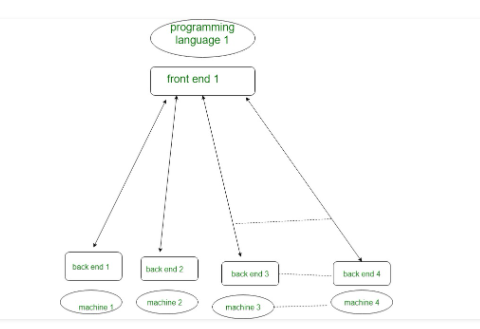 programming
language 1
front end 1
back end 1
back end 2
back end 3
back end 4
machine 1
machine 2
machine 3
machine 4